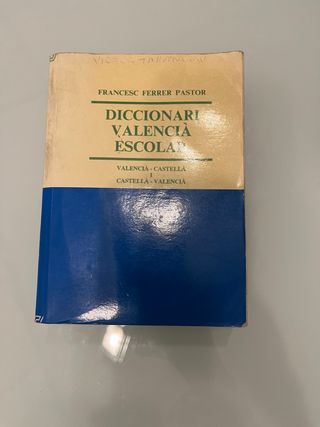 FRANCESC FERRER PASTOR
DICCIONARI
VALENCIÀ
ESCOLAR
VALENCIÀ - CASTELLÀ
I
CASTELLÀ - VALENCIÀ